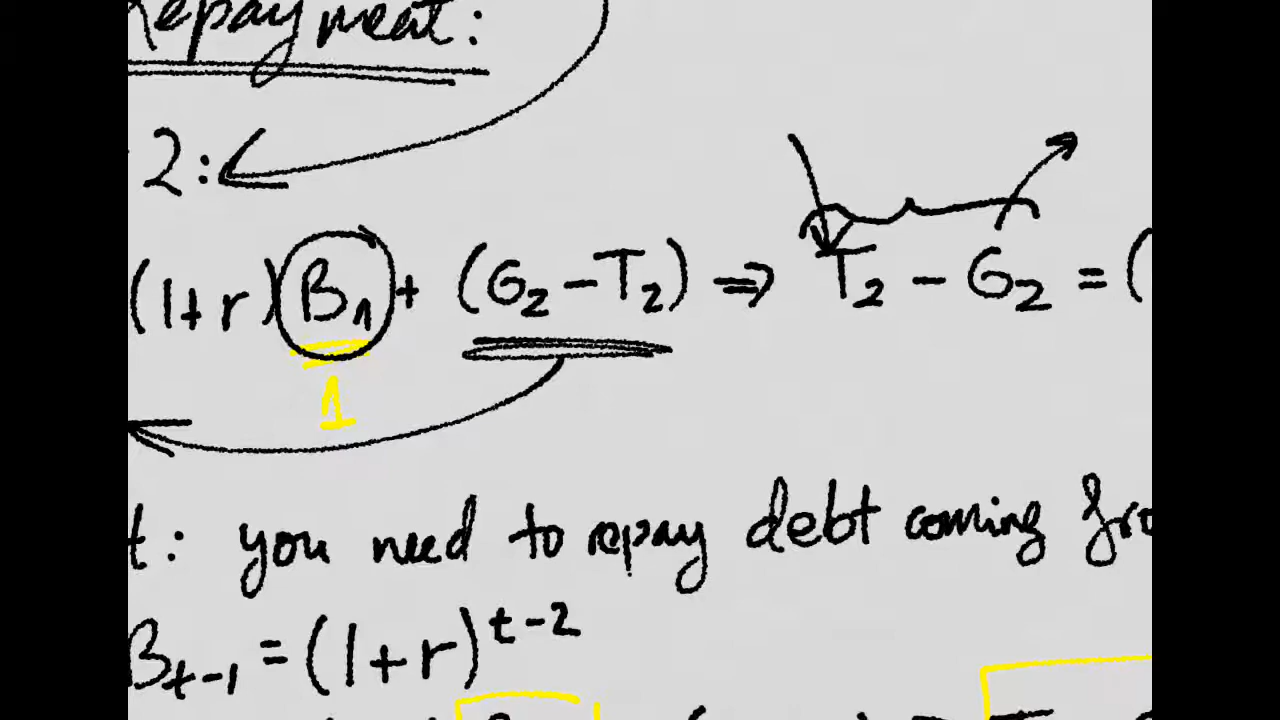 Repayment:
2:
(1+r) B₁ + (G₂ - T₂) ⇒ T₂ - G₂ = (
1
t: you need to repay debt coming fro
Bₜ₋₁ = (1+r)ᵗ⁻²